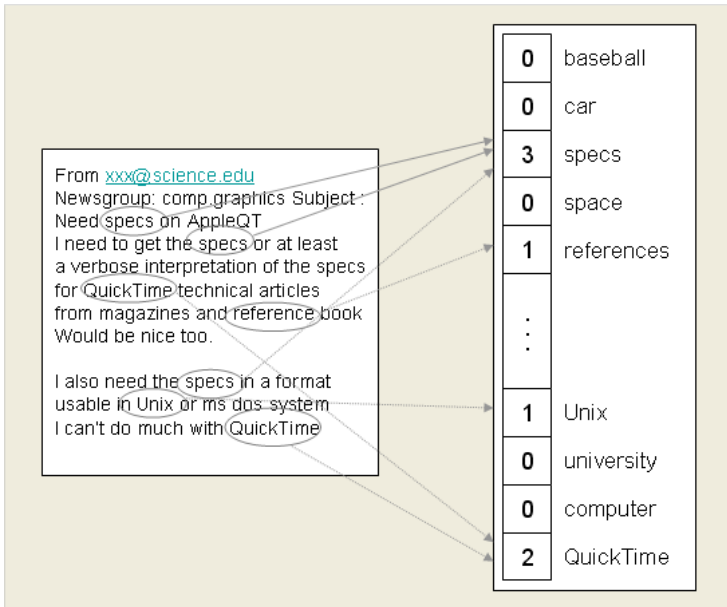 From xxx@science.edu
Newsgroup: comp.graphics Subject :
Need specs on AppleQT
I need to get the specs or at least
a verbose interpretation of the specs
for QuickTime technical articles
from magazines and reference book
Would be nice too.
I also need the specs in a format
usable in Unix or ms dos system
I can't do much with QuickTime
0 baseball
0 car
3 specs
0 space
1 references
⋮
1 Unix
0 university
0 computer
2 QuickTime